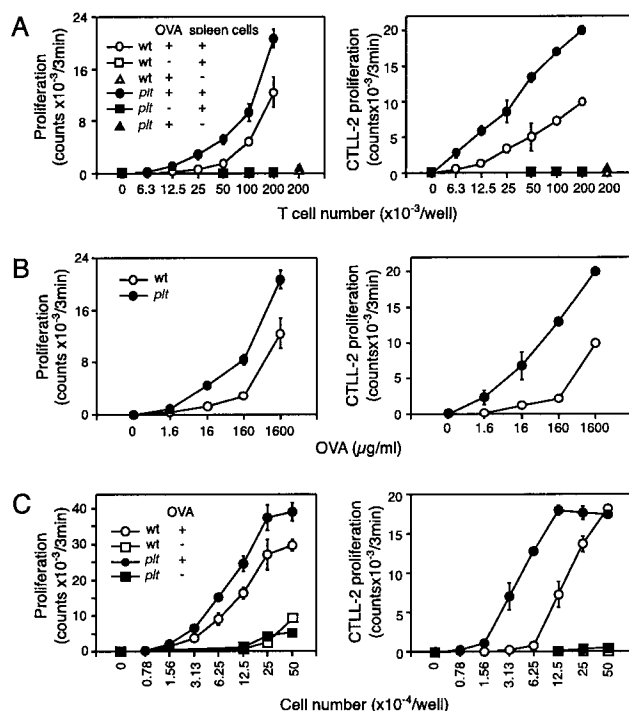 A
Proliferation
(counts x10-3/3min)
24
16
8
0
OVA spleen cells
wt + +
wt - +
wt + -
plt + +
plt - +
plt + -
0 6.3 12.5 25 50 100 200 200
CTLL-2 proliferation
(countsx10-3/3min)
20
15
10
5
0
0 6.3 12.5 25 50 100 200 200
T cell number (x10-3/well)
B
Proliferation
(counts x10-3/3min)
24
16
8
0
wt
plt
0 1.6 16 160 1600
CTLL-2 proliferation
(countsx10-3/3min)
20
15
10
5
0
0 1.6 16 160 1600
OVA (µg/ml)
C
Proliferation
(counts x10-3/3min)
40
30
20
10
0
OVA
wt +
wt -
plt +
plt -
0 0.78 1.56 3.13 6.25 12.5 25 50
CTLL-2 proliferation
(countsx10-3/3min)
20
15
10
5
0
0 0.78 1.56 3.13 6.25 12.5 25 50
Cell number (x10-4/well)